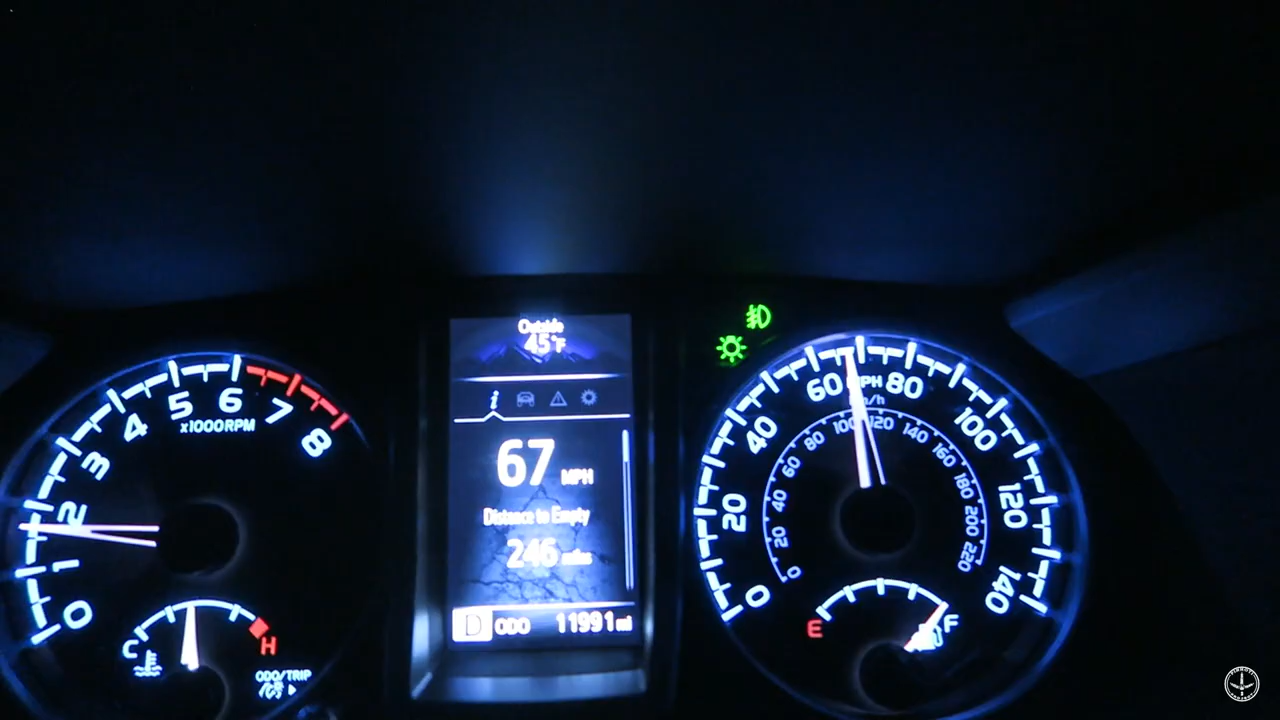 Outside
45°F
i
67 MPH
Distance to Empty
246 miles
D ODO 11991 mi
0 1 2 3 4 5 6 7 8
x1000RPM
C H
ODO/TRIP
0 20 40 60 80 100 120 140
MPH
km/h
0 20 40 60 80 100 120 140 160 180 200 220
E F